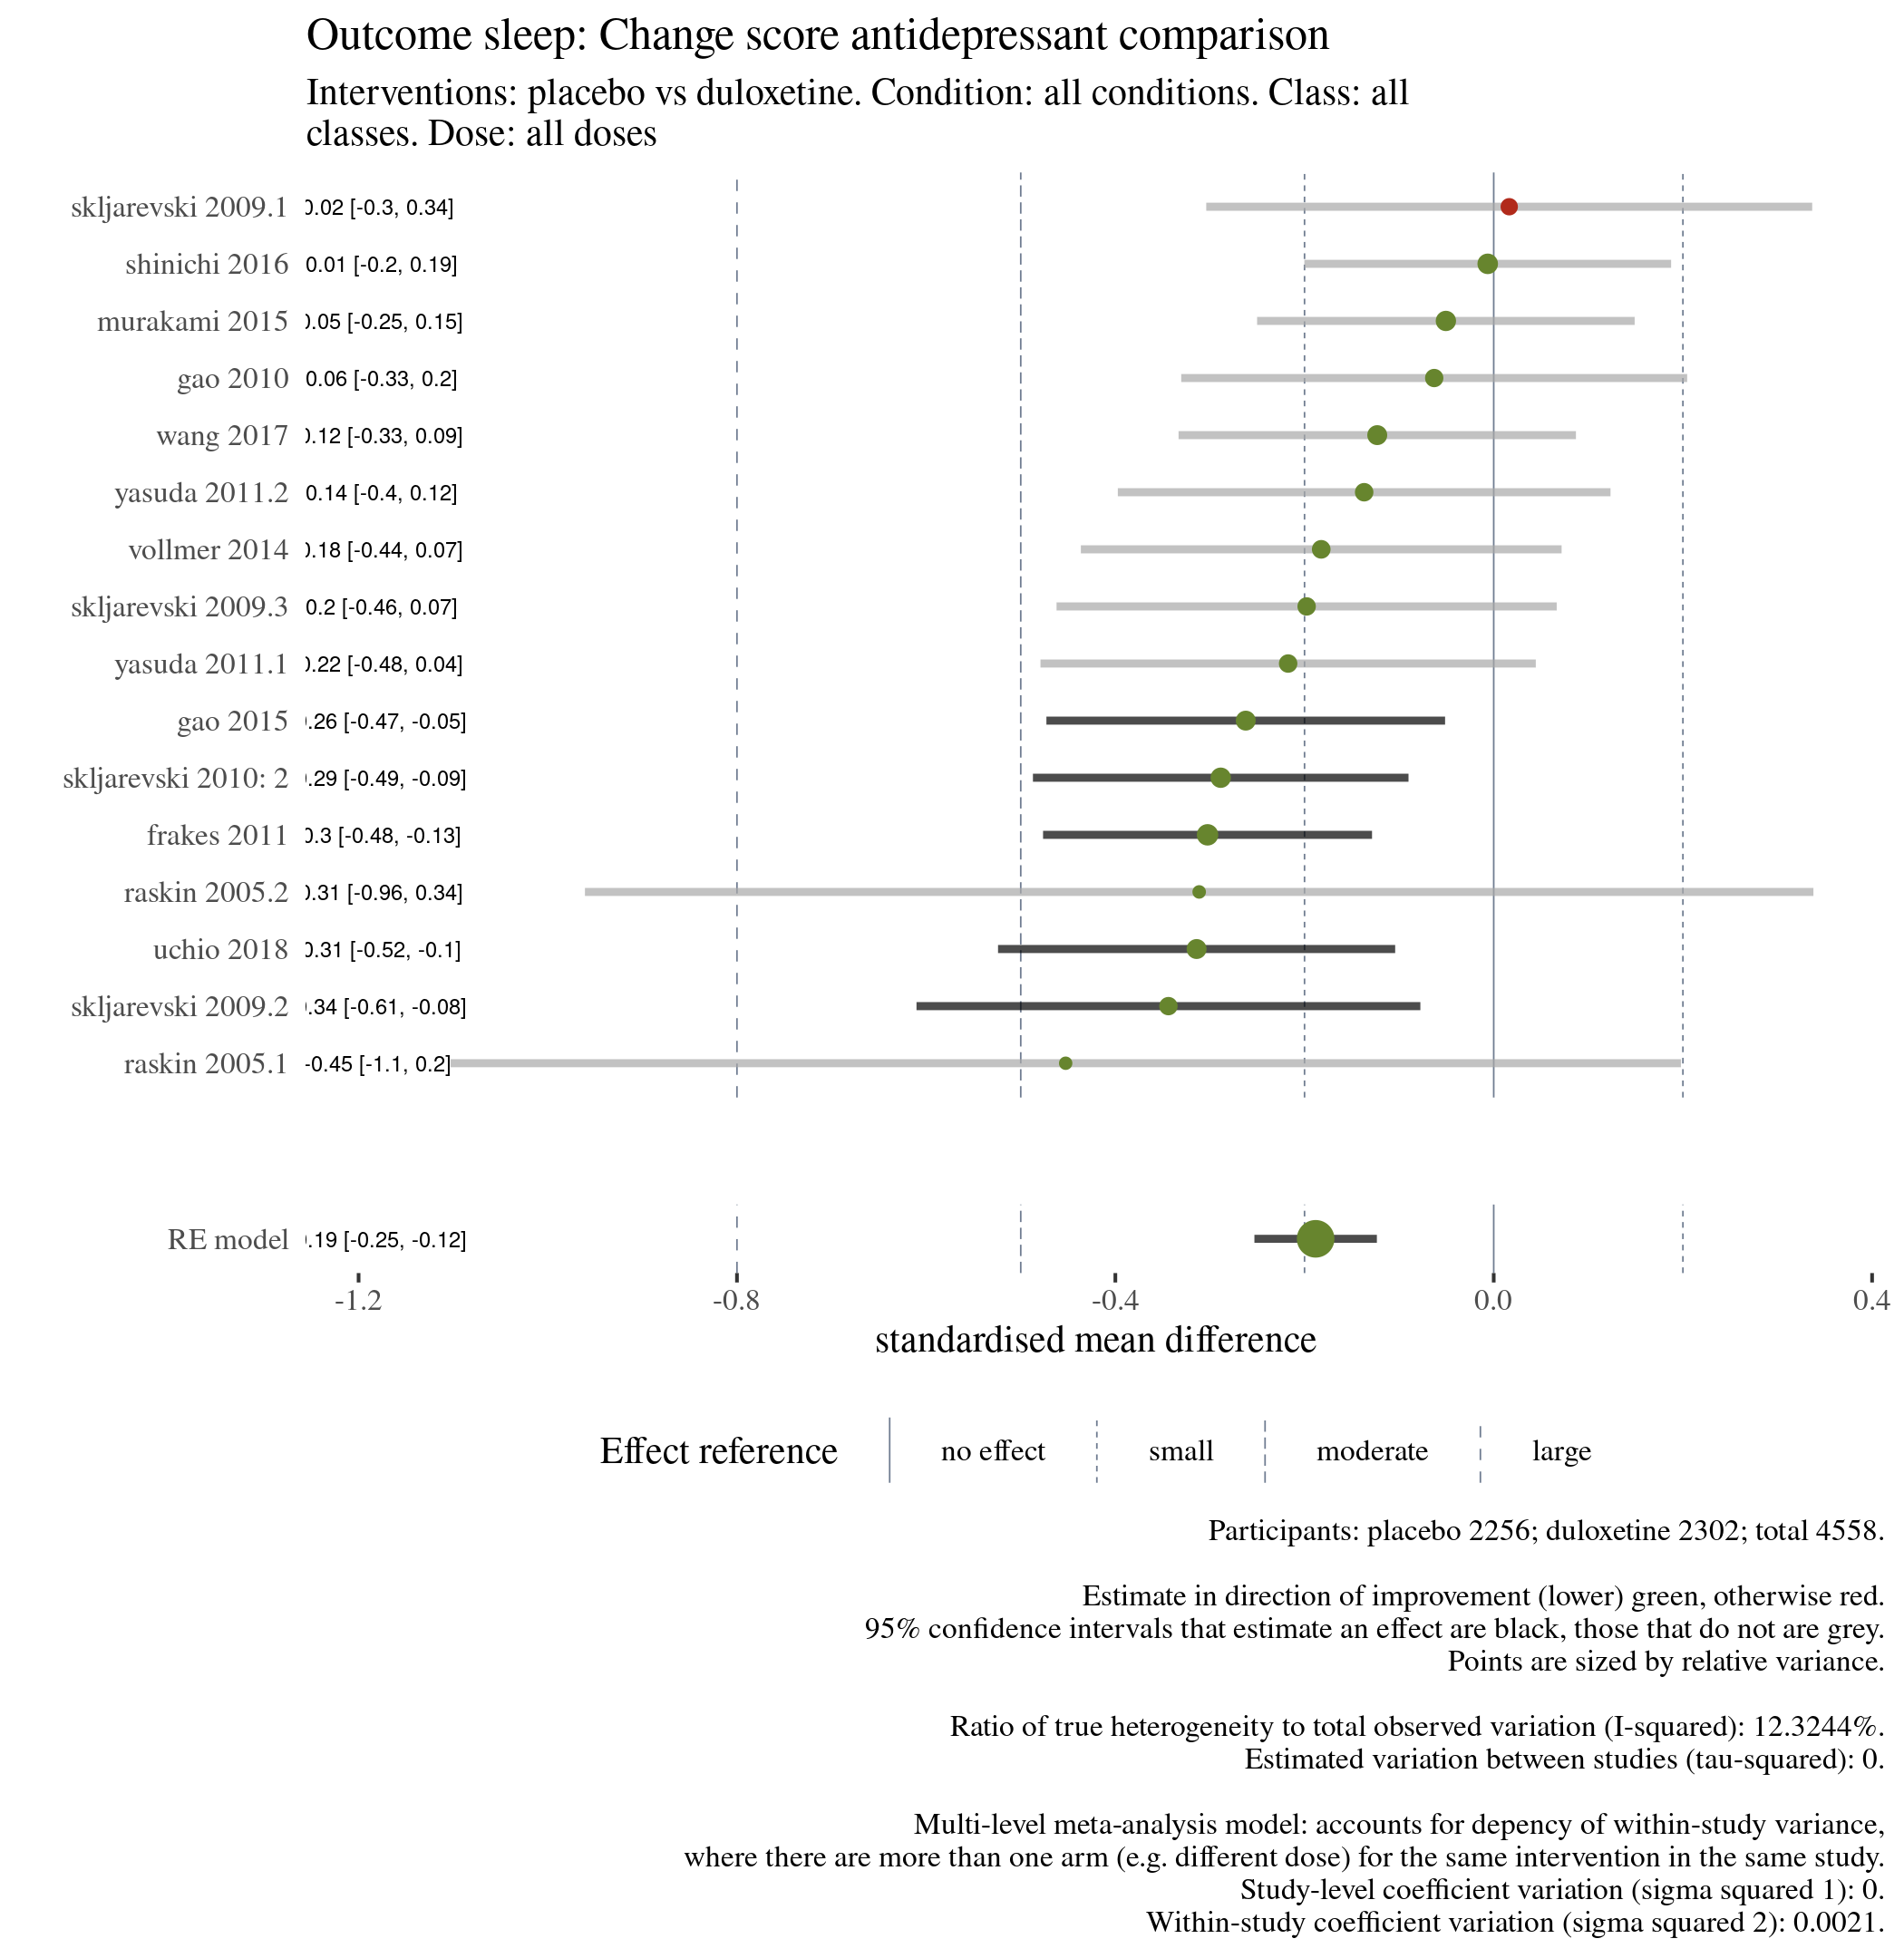 Outcome sleep: Change score antidepressant comparison
Interventions: placebo vs duloxetine. Condition: all conditions. Class: all
classes. Dose: all doses
skljarevski 2009.1 0.02 [-0.3, 0.34]
shinichi 2016 0.01 [-0.2, 0.19]
murakami 2015 0.05 [-0.25, 0.15]
gao 2010 0.06 [-0.33, 0.2]
wang 2017 0.12 [-0.33, 0.09]
yasuda 2011.2 0.14 [-0.4, 0.12]
vollmer 2014 0.18 [-0.44, 0.07]
skljarevski 2009.3 0.2 [-0.46, 0.07]
yasuda 2011.1 0.22 [-0.48, 0.04]
gao 2015 .26 [-0.47, -0.05]
skljarevski 2010: 2 .29 [-0.49, -0.09]
frakes 2011 0.3 [-0.48, -0.13]
raskin 2005.2 0.31 [-0.96, 0.34]
uchio 2018 0.31 [-0.52, -0.1]
skljarevski 2009.2 .34 [-0.61, -0.08]
raskin 2005.1 -0.45 [-1.1, 0.2]
RE model .19 [-0.25, -0.12]
-1.2 -0.8 -0.4 0.0 0.4
standardised mean difference
Effect reference no effect small moderate large
Participants: placebo 2256; duloxetine 2302; total 4558.
Estimate in direction of improvement (lower) green, otherwise red.
95% confidence intervals that estimate an effect are black, those that do not are grey.
Points are sized by relative variance.
Ratio of true heterogeneity to total observed variation (I-squared): 12.3244%.
Estimated variation between studies (tau-squared): 0.
Multi-level meta-analysis model: accounts for depency of within-study variance,
where there are more than one arm (e.g. different dose) for the same intervention in the same study.
Study-level coefficient variation (sigma squared 1): 0.
Within-study coefficient variation (sigma squared 2): 0.0021.